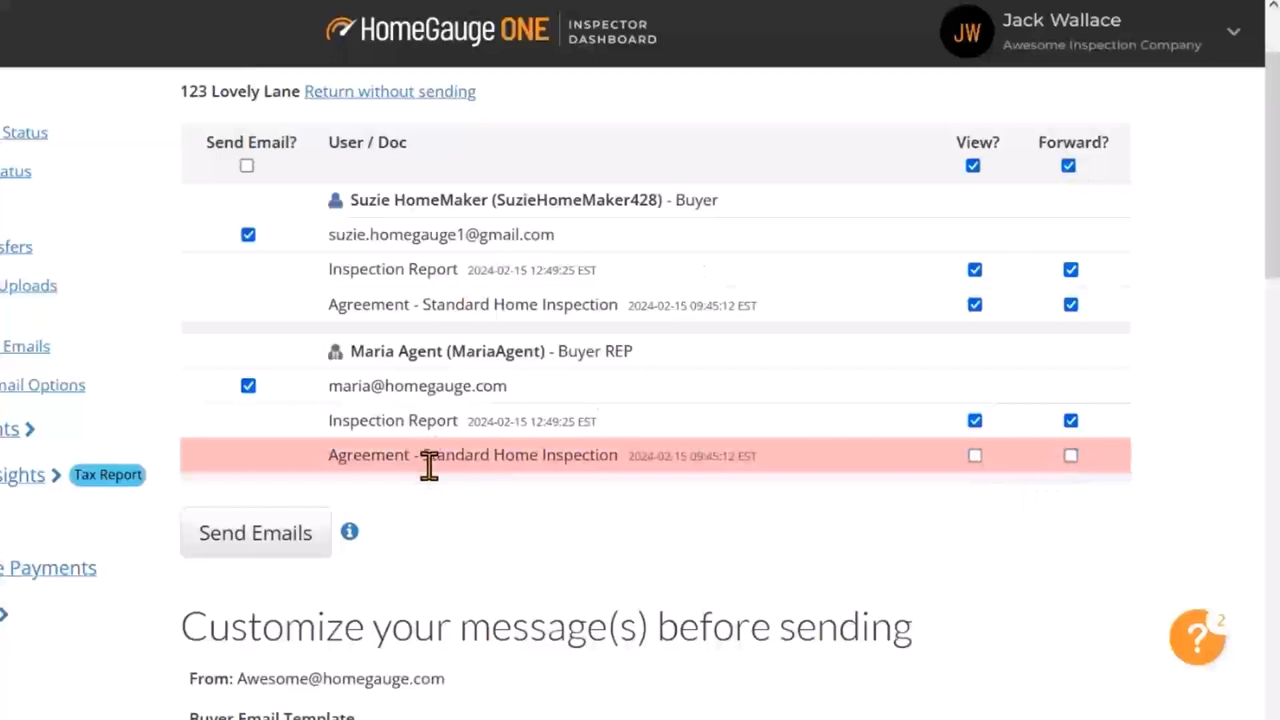 HomeGauge ONE INSPECTOR DASHBOARD
JW Jack Wallace
Awesome Inspection Company
123 Lovely Lane Return without sending
Send Email? User / Doc View? Forward?
Status
Suzie HomeMaker (SuzieHomeMaker428) - Buyer
suzie.homegauge1@gmail.com
sfers
Inspection Report 2024-02-15 12:49:25 EST
Uploads
Agreement - Standard Home Inspection 2024-02-15 09:45:12 EST
Emails
Maria Agent (MariaAgent) - Buyer REP
mail Options
maria@homegauge.com
nts
Inspection Report 2024-02-15 12:49:25 EST
Agreement - Standard Home Inspection 2024-02-15 09:45:12 EST
sights Tax Report
Send Emails
e Payments
Customize your message(s) before sending
? 2
From: Awesome@homegauge.com
Buyer Email Template